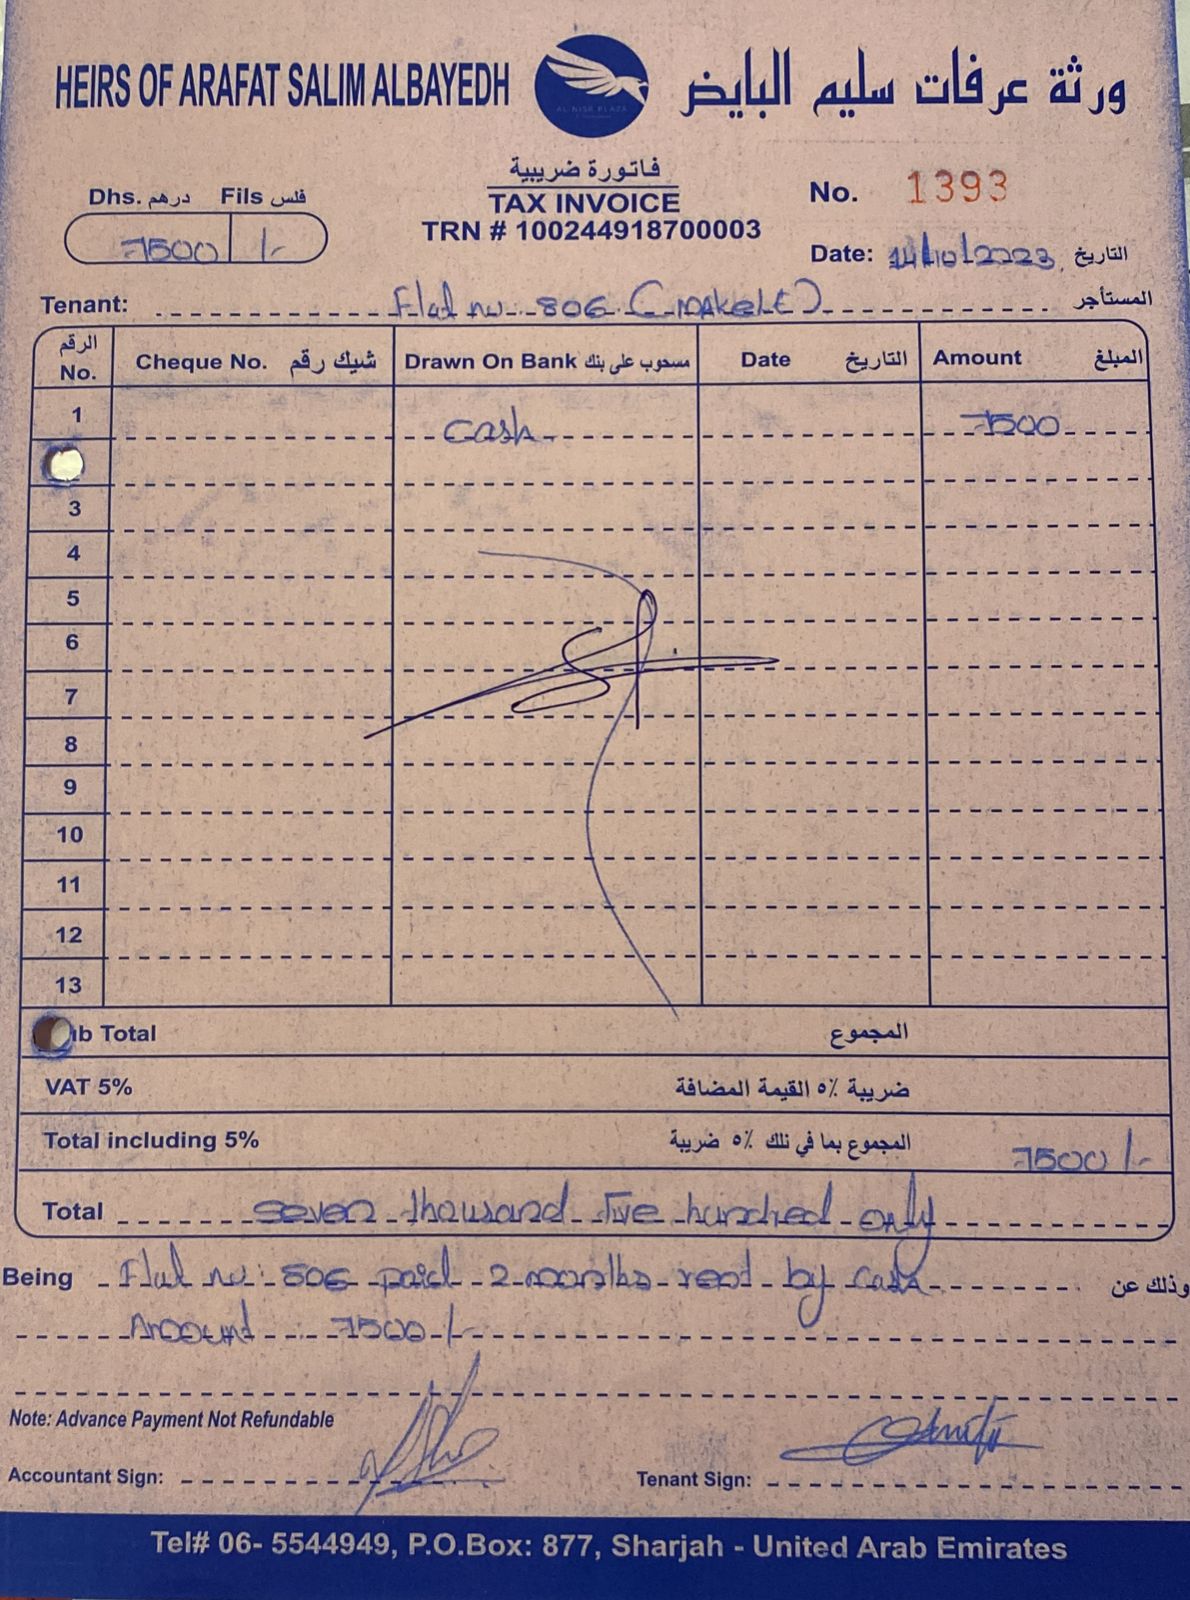 HEIRS OF ARAFAT SALIM ALBAYEDH
AL-NISR PLAZA
ورثة عرفات سليم البايض
فاتورة ضريبية
TAX INVOICE
TRN # 100244918700003
Dhs. درهم Fils فلس
7500 /-
No. 1393
Date: 14/10/2023 التاريخ
Tenant: Flat no: 806 المستأجر
الرقم No. Cheque No. شيك رقم Drawn On Bank مسحوب على بنك Date التاريخ Amount المبلغ
1 Cash 7500
3
4
5
6
7
8
9
10
11
12
13
ub Total المجموع
VAT 5% ضريبة ٥٪ القيمة المضافة
Total including 5% المجموع بما في ذلك ٥٪ ضريبة 7500/-
Total seven thousand five hundred only
Being Flat no: 806 paid 2 months rent by cash وذلك عن
Amount : 7500/-
Note: Advance Payment Not Refundable
Accountant Sign: Tenant Sign:
Tel# 06- 5544949, P.O.Box: 877, Sharjah - United Arab Emirates